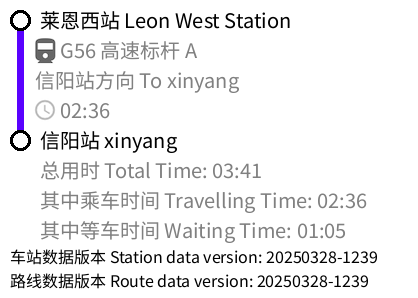 莱恩西站 Leon West Station
G56 高速标杆 A
信阳站方向 To xinyang
02:36
信阳站 xinyang
总用时 Total Time: 03:41
其中乘车时间 Travelling Time: 02:36
其中等车时间 Waiting Time: 01:05
车站数据版本 Station data version: 20250328-1239
路线数据版本 Route data version: 20250328-1239